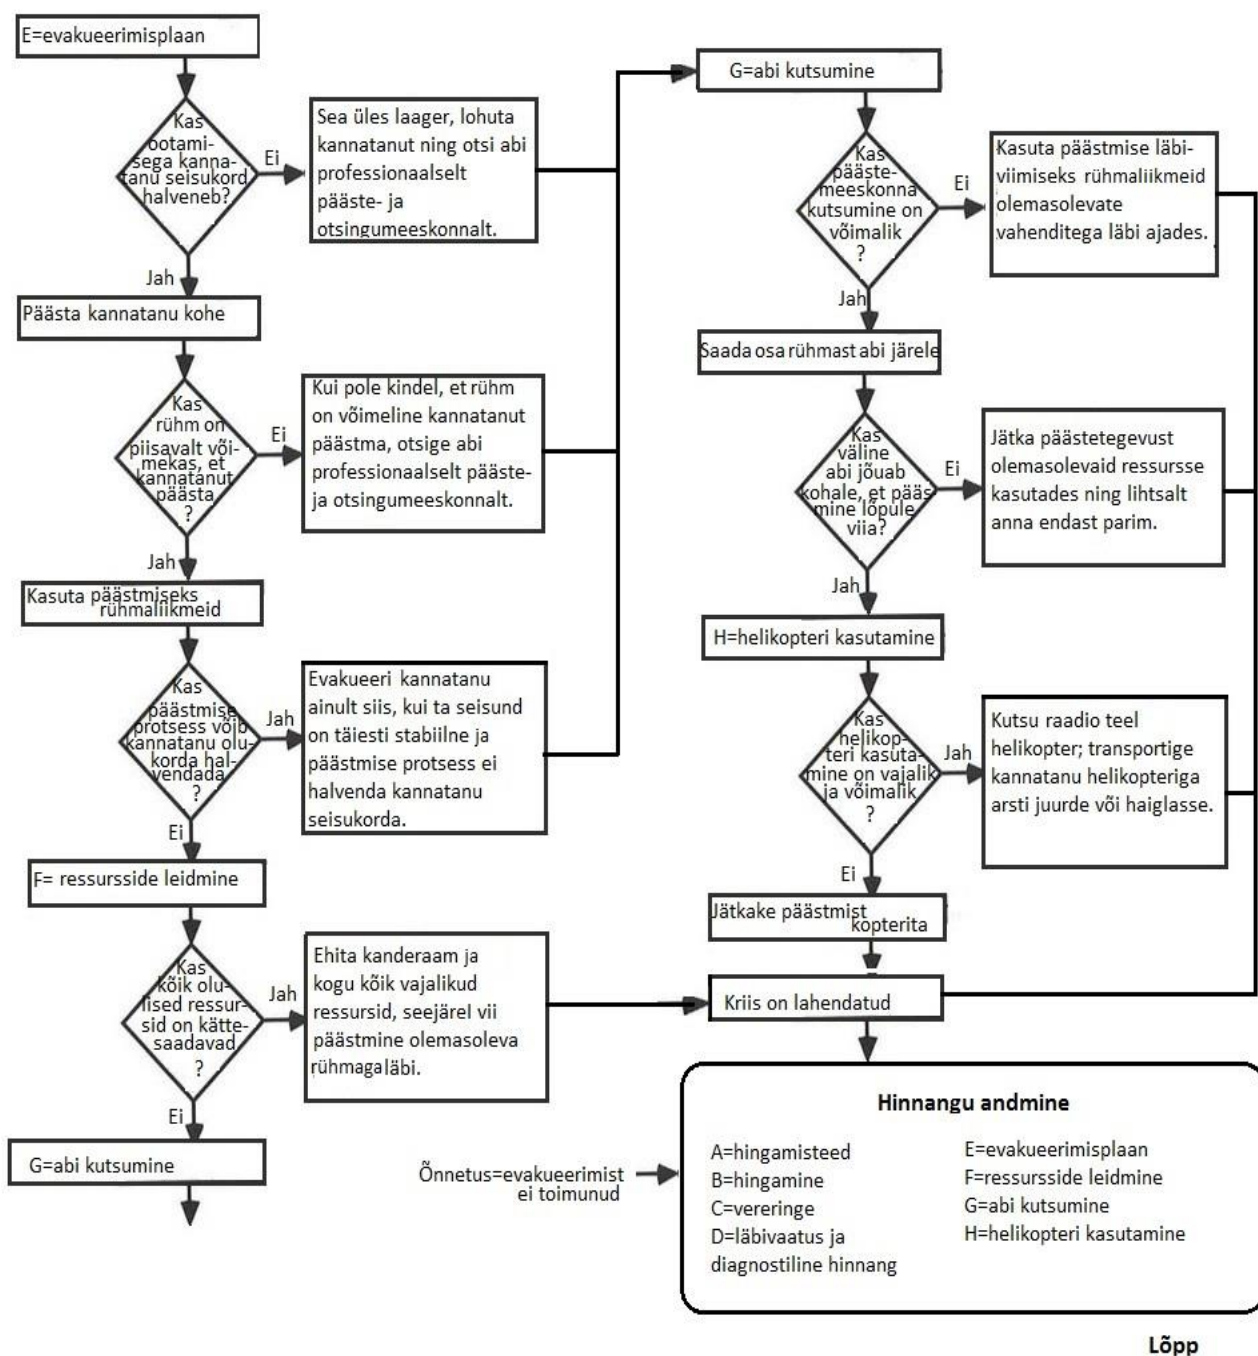 E=evakueerimisplaan
Kas
ootami-
sega kanna-
tanu seisukord
halveneb?
Ei
Sea üles laager, lohuta
kannatanut ning otsi abi
professionaalselt
pääste- ja
otsingumeeskonnalt.
Jah
Päästa kannatanu kohe
Kas
rühm on
piisavalt või-
mekas, et
kannatanut
päästa
?
Ei
Kui pole kindel, et rühm
on võimeline kannatanut
päästma, otsige abi
professionaalselt pääste-
ja otsingumeeskonnalt.
Jah
Kasuta päästmiseks
rühmaliikmeid
Kas
päästmise
protsess võib
kannatanu olu-
korda hal-
vendada
?
Jah
Evakueeri kannatanu
ainult siis, kui ta seisund
on täiesti stabiilne ja
päästmise protsess ei
halvenda kannatanu
seisukorda.
Ei
F= ressursside leidmine
Kas
kõik olu-
lised ressur-
sid on kätte-
saadavad
?
Jah
Ehita kanderaam ja
kogu kõik vajalikud
ressursid, seejärel vii
päästmine olemasoleva
rühmaga läbi.
Ei
G=abi kutsumine
G=abi kutsumine
Kas
pääste-
meeskonna
kutsumine on
võimalik
?
Ei
Kasuta päästmise läbi-
viimiseks rühmaliikmeid
olemasolevate
vahenditega läbi ajades.
Jah
Saada osa rühmast abi järele
Kas
väline
abi jõuab
kohale, et pääs
mine lõpule
viia?
Ei
Jätka päästetegevust
olemasolevaid ressursse
kasutades ning lihtsalt
anna endast parim.
Jah
H=helikopteri kasutamine
Kas
helikop-
teri kasuta-
mine on vajalik
ja võimalik
?
Jah
Kutsu raadio teel
helikopter; transportige
kannatanu helikopteriga
arsti juurde või haiglasse.
Ei
Jätkake päästmist
kopterita
Kriis on lahendatud
Õnnetus=evakueerimist
ei toimunud
Hinnangu andmine
A=hingamisteed
B=hingamine
C=vereringe
D=läbivaatus ja
diagnostiline hinnang
E=evakueerimisplaan
F=ressursside leidmine
G=abi kutsumine
H=helikopteri kasutamine
Lõpp